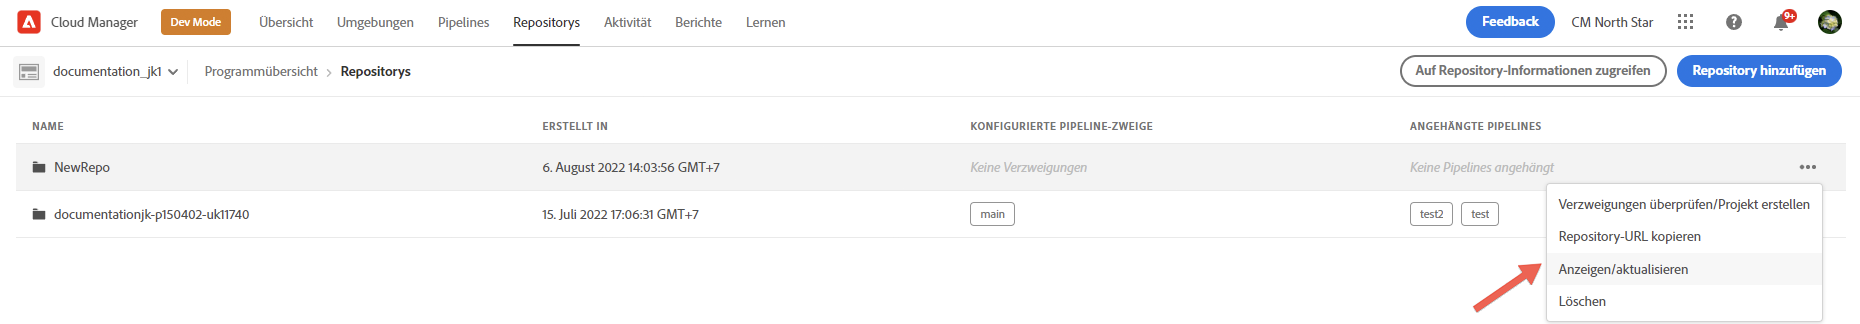 Cloud Manager Dev Mode Übersicht Umgebungen Pipelines Repositorys Aktivität Berichte Lernen Feedback CM North Star 9+
documentation_jk1 Programmübersicht > Repositorys Auf Repository-Informationen zugreifen Repository hinzufügen
NAME ERSTELLT IN KONFIGURIERTE PIPELINE-ZWEIGE ANGEHÄNGTE PIPELINES
NewRepo 6. August 2022 14:03:56 GMT+7 Keine Verzweigungen Keine Pipelines angehängt
documentationjk-p150402-uk11740 15. Juli 2022 17:06:31 GMT+7 main test2 test
Verzweigungen überprüfen/Projekt erstellen
Repository-URL kopieren
Anzeigen/aktualisieren
Löschen